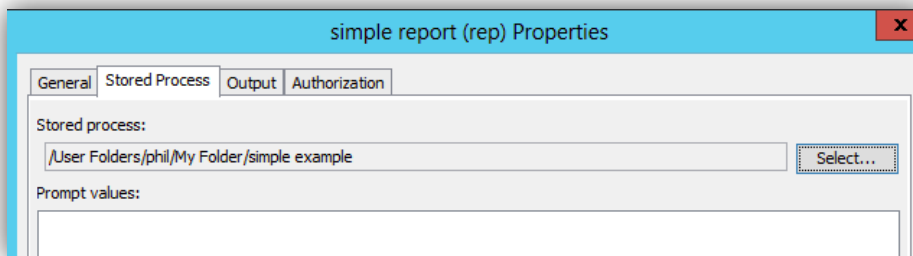 simple report (rep) Properties
x
General Stored Process Output Authorization
Stored process:
/User Folders/phil/My Folder/simple example
Select...
Prompt values: